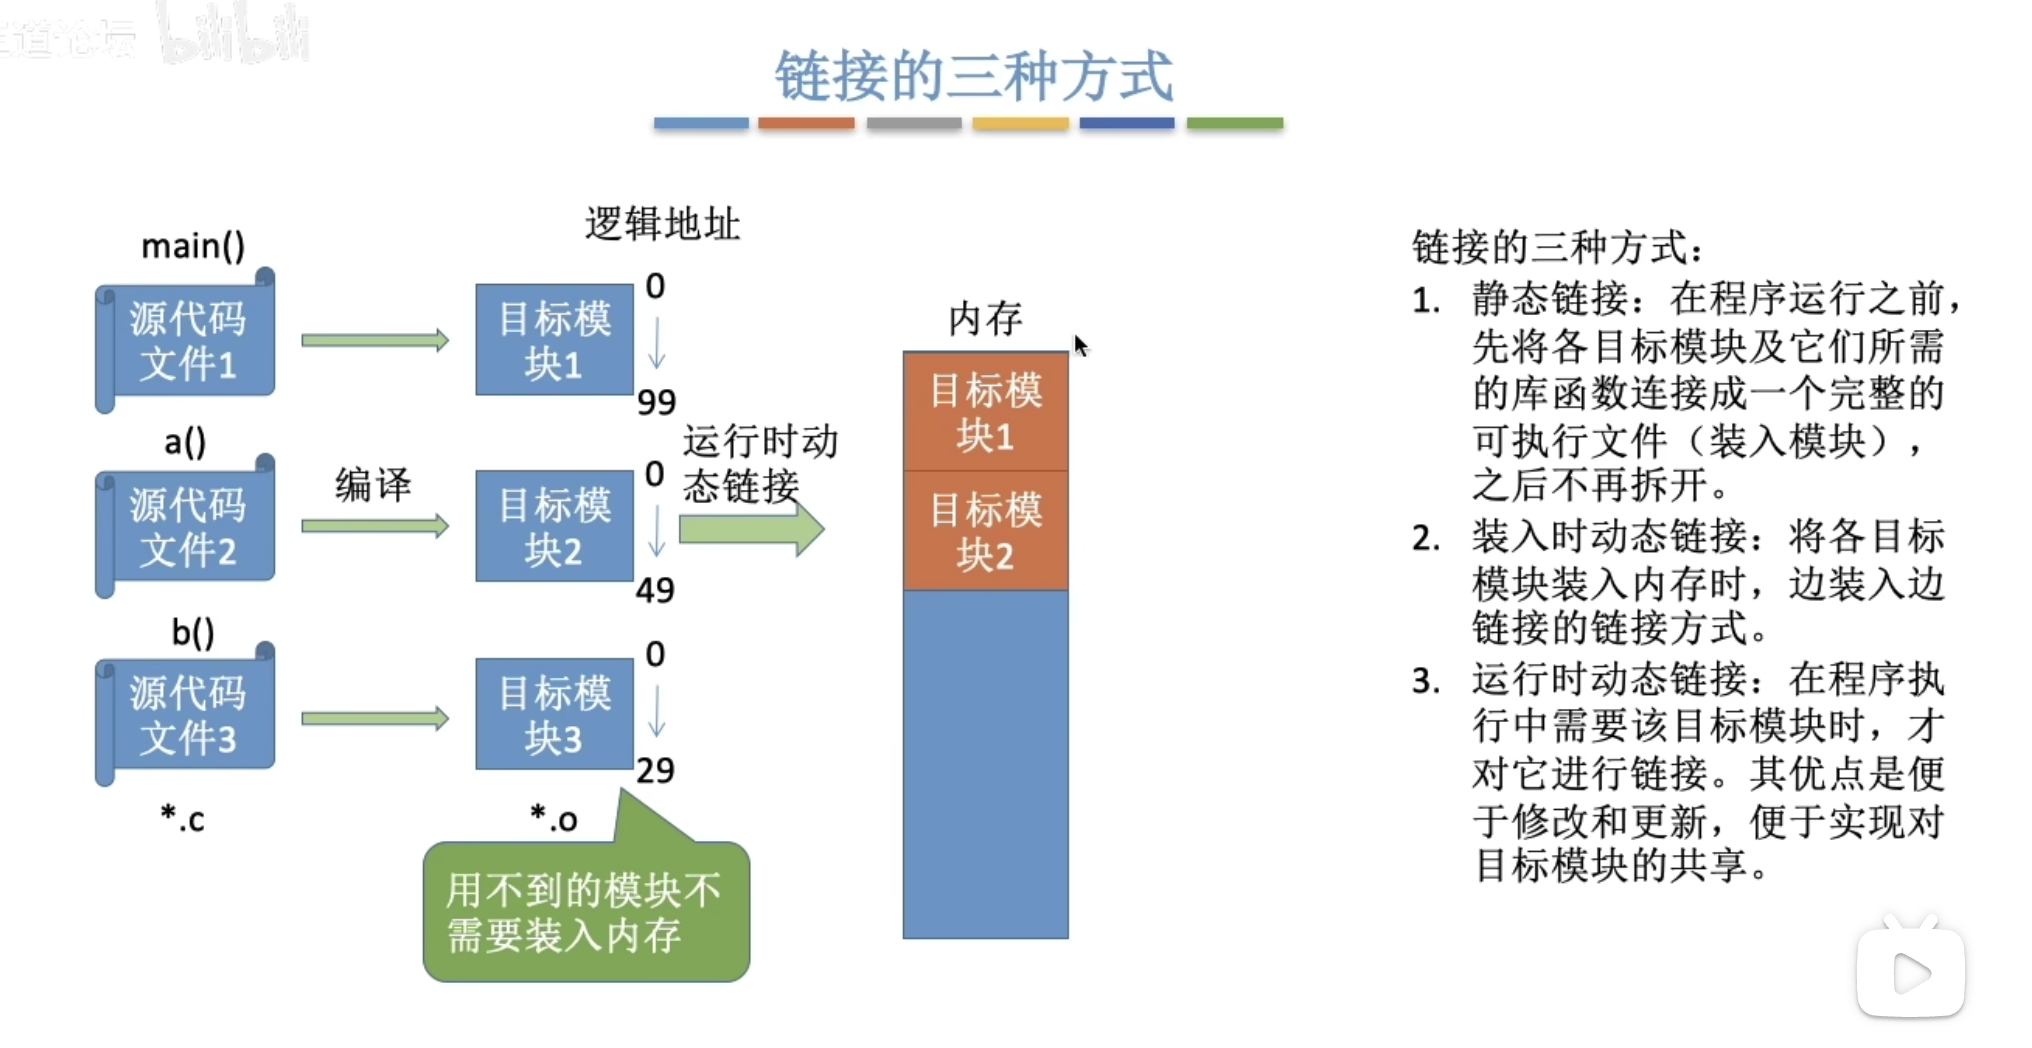 道论坛 bilibili
链接的三种方式
逻辑地址
main()
源代码
文件1
目标模
块1
0
99
a()
源代码
文件2
编译
目标模
块2
0
49
运行时动
态链接
b()
源代码
文件3
目标模
块3
0
29
*.c
*.o
用不到的模块不
需要装入内存
内存
目标模
块1
目标模
块2
链接的三种方式：
1. 静态链接：在程序运行之前，
先将各目标模块及它们所需
的库函数连接成一个完整的
可执行文件（装入模块），
之后不再拆开。
2. 装入时动态链接：将各目标
模块装入内存时，边装入边
链接的链接方式。
3. 运行时动态链接：在程序执
行中需要该目标模块时，才
对它进行链接。其优点是便
于修改和更新，便于实现对
目标模块的共享。